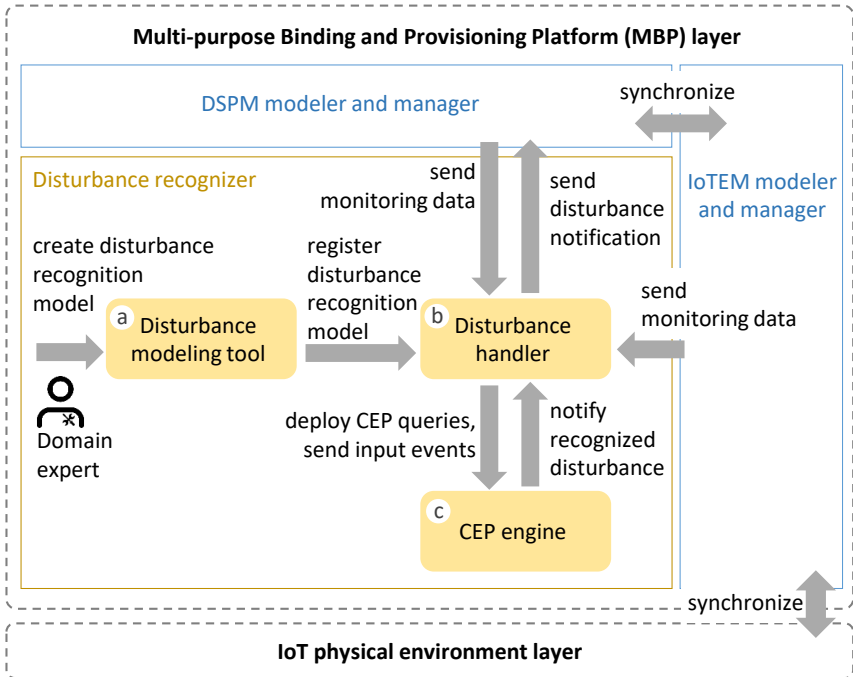 Multi-purpose Binding and Provisioning Platform (MBP) layer
DSPM modeler and manager
synchronize
Disturbance recognizer
send
monitoring data
send
disturbance
notification
IoTEM modeler
and manager
create disturbance
recognition
model
register
disturbance
recognition
model
a
Disturbance
modeling tool
b
Disturbance
handler
send
monitoring data
Domain
expert
deploy CEP queries,
send input events
notify
recognized
disturbance
c
CEP engine
synchronize
IoT physical environment layer